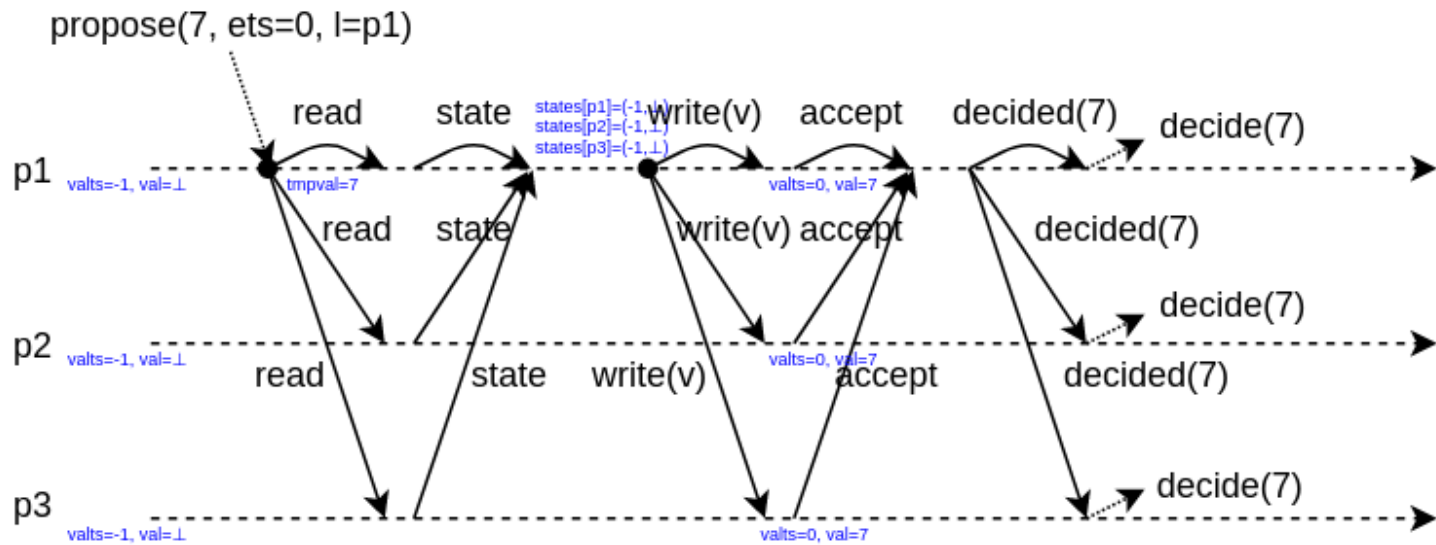 propose(7, ets=0, l=p1)
read
state
states[p1]=(-1,⊥)
states[p2]=(-1,⊥)
states[p3]=(-1,⊥)
write(v)
accept
decided(7)
decide(7)
p1
valts=-1, val=⊥
tmpval=7
valts=0, val=7
read
state
write(v)
accept
decided(7)
decide(7)
p2
valts=-1, val=⊥
valts=0, val=7
read
state
write(v)
accept
decided(7)
decide(7)
p3
valts=-1, val=⊥
valts=0, val=7